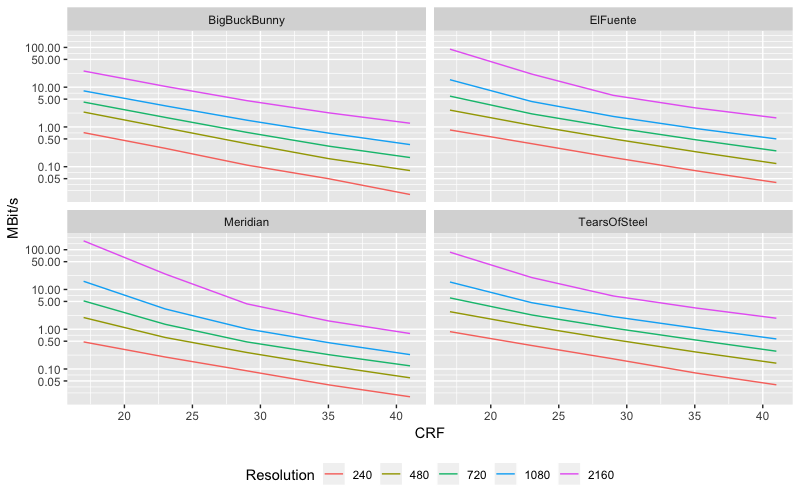 BigBuckBunny ElFuente
100.00
50.00
10.00
5.00
1.00
0.50
0.10
0.05
Meridian TearsOfSteel
100.00
50.00
10.00
5.00
1.00
0.50
0.10
0.05
MBit/s
20 25 30 35 40 20 25 30 35 40
CRF
Resolution 240 480 720 1080 2160